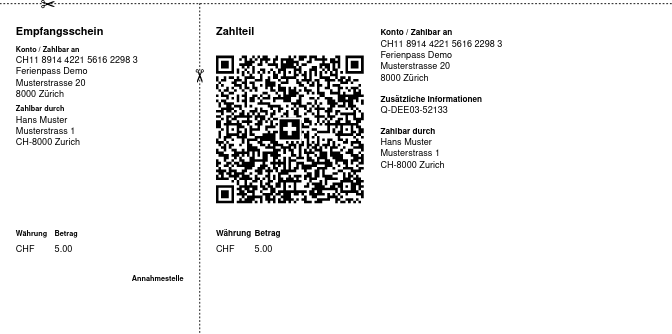 Empfangsschein
Konto / Zahlbar an
CH11 8914 4221 5616 2298 3
Ferienpass Demo
Musterstrasse 20
8000 Zürich
Zahlbar durch
Hans Muster
Musterstrass 1
CH-8000 Zurich
Währung Betrag
CHF 5.00
Annahmestelle
Zahlteil
Währung Betrag
CHF 5.00
Konto / Zahlbar an
CH11 8914 4221 5616 2298 3
Ferienpass Demo
Musterstrasse 20
8000 Zürich
Zusätzliche Informationen
Q-DEE03-52133
Zahlbar durch
Hans Muster
Musterstrass 1
CH-8000 Zurich